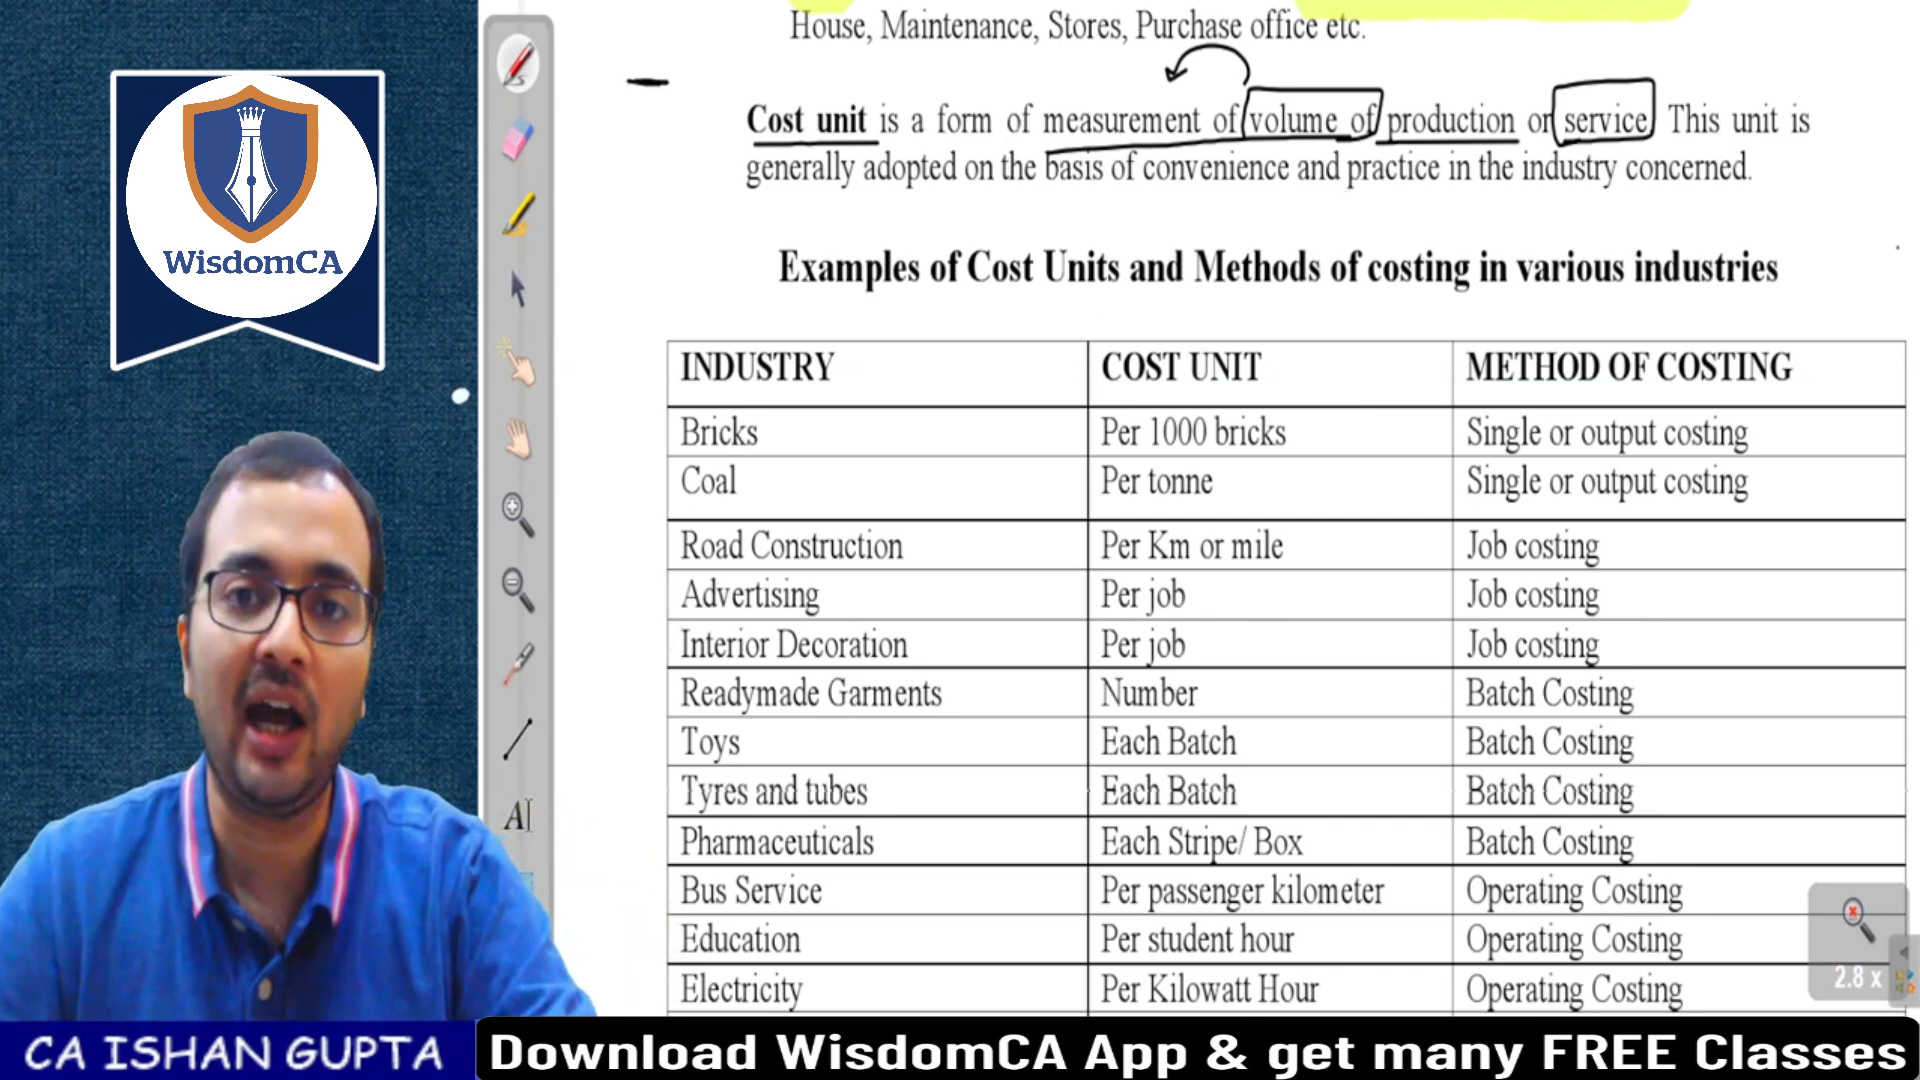 House, Maintenance, Stores, Purchase office etc.
Cost unit is a form of measurement of volume of production or service. This unit is
generally adopted on the basis of convenience and practice in the industry concerned.
Examples of Cost Units and Methods of costing in various industries
INDUSTRY COST UNIT METHOD OF COSTING
Bricks Per 1000 bricks Single or output costing
Coal Per tonne Single or output costing
Road Construction Per Km or mile Job costing
Advertising Per job Job costing
Interior Decoration Per job Job costing
Readymade Garments Number Batch Costing
Toys Each Batch Batch Costing
Tyres and tubes Each Batch Batch Costing
Pharmaceuticals Each Stripe/ Box Batch Costing
Bus Service Per passenger kilometer Operating Costing
Education Per student hour Operating Costing
Electricity Per Kilowatt Hour Operating Costing
WisdomCA
AI
2.8 x
CA ISHAN GUPTA
Download WisdomCA App & get many FREE Classes